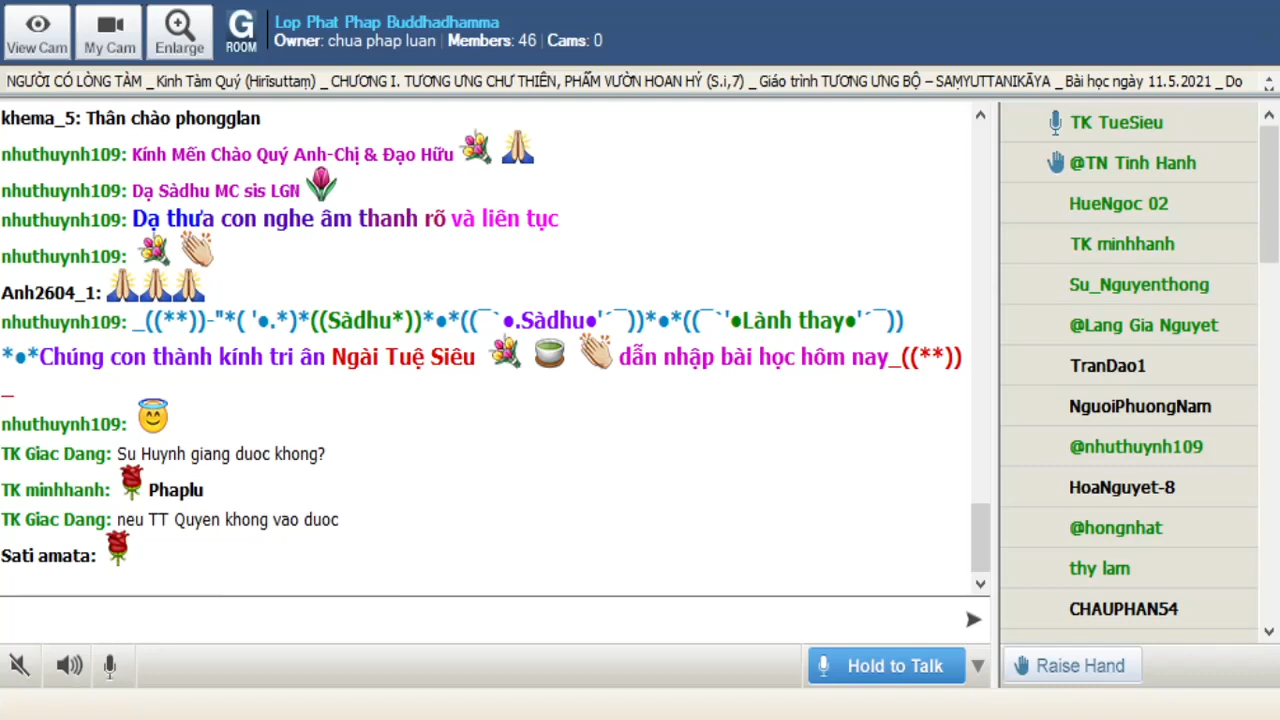 View Cam
My Cam
Enlarge
G
ROOM
Lop Phat Phap Buddhadhamma
Owner: chua phap luan | Members: 46 | Cams: 0
NGƯỜI CÓ LÒNG TÀM _ Kinh Tàm Quý (Hirīsuttaṃ) _ CHƯƠNG I. TƯƠNG ƯNG CHƯ THIÊN, PHẨM VƯỜN HOAN HỶ (S.i,7) _ Giáo trình TƯƠNG ƯNG BỘ – SAṂYUTTANIKĀYA _ Bài học ngày 11.5.2021 _ Do
khema_5: Thân chào phongglan
nhuthuynh109: Kính Mến Chào Quý Anh-Chị & Đạo Hữu
nhuthuynh109: Dạ Sàdhu MC sis LGN
nhuthuynh109: Dạ thưa con nghe âm thanh rõ và liên tục
nhuthuynh109:
Anh2604_1:
nhuthuynh109: _((**))-"*( '●.*)*((Sàdhu*))*●*((¯`●.Sàdhu●'´¯))*●*((¯`'●Lành thay●'´¯))
*●*Chúng con thành kính tri ân Ngài Tuệ Siêu dẫn nhập bài học hôm nay_((**))
_
nhuthuynh109:
TK Giac Dang: Su Huynh giang duoc khong?
TK minhhanh: Phaplu
TK Giac Dang: neu TT Quyen khong vao duoc
Sati amata:
Hold to Talk
TK TueSieu
@TN Tinh Hanh
HueNgoc 02
TK minhhanh
Su_Nguyenthong
@Lang Gia Nguyet
TranDao1
NguoiPhuongNam
@nhuthuynh109
HoaNguyet-8
@hongnhat
thy lam
CHAUPHAN54
Raise Hand